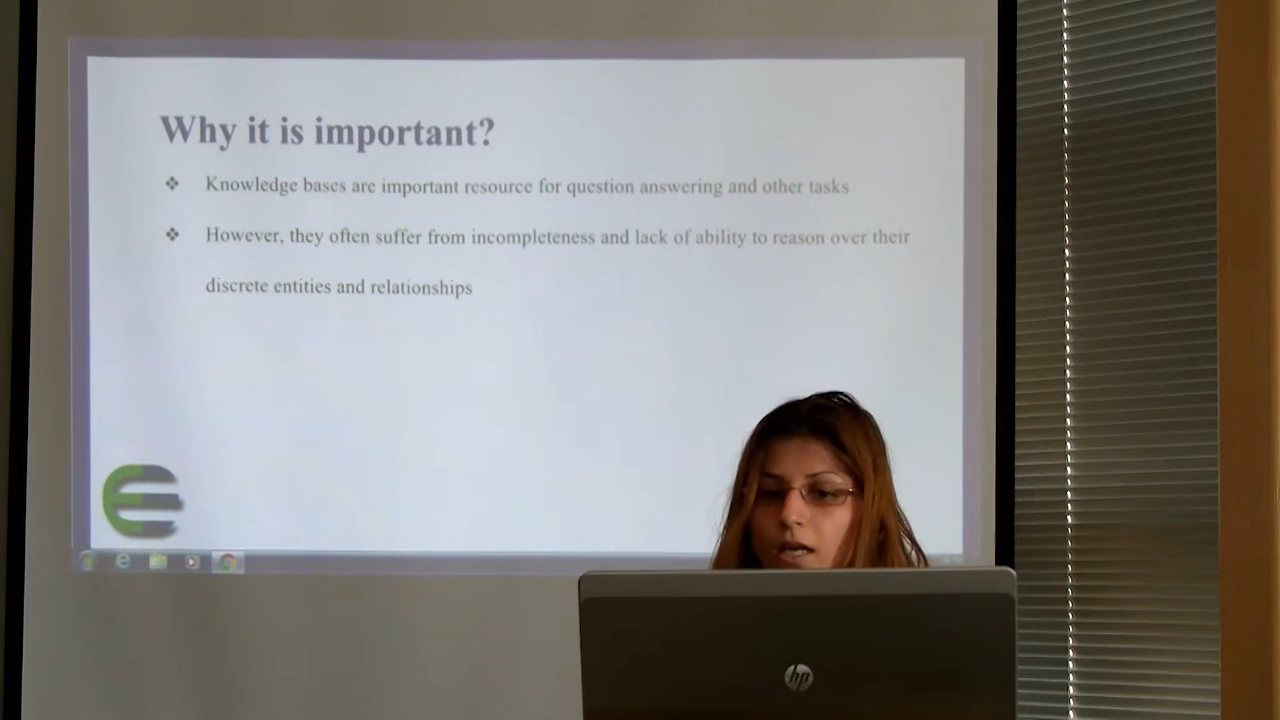 Why it is important?
❖ Knowledge bases are important resource for question answering and other tasks
❖ However, they often suffer from incompleteness and lack of ability to reason over their
discrete entities and relationships
hp